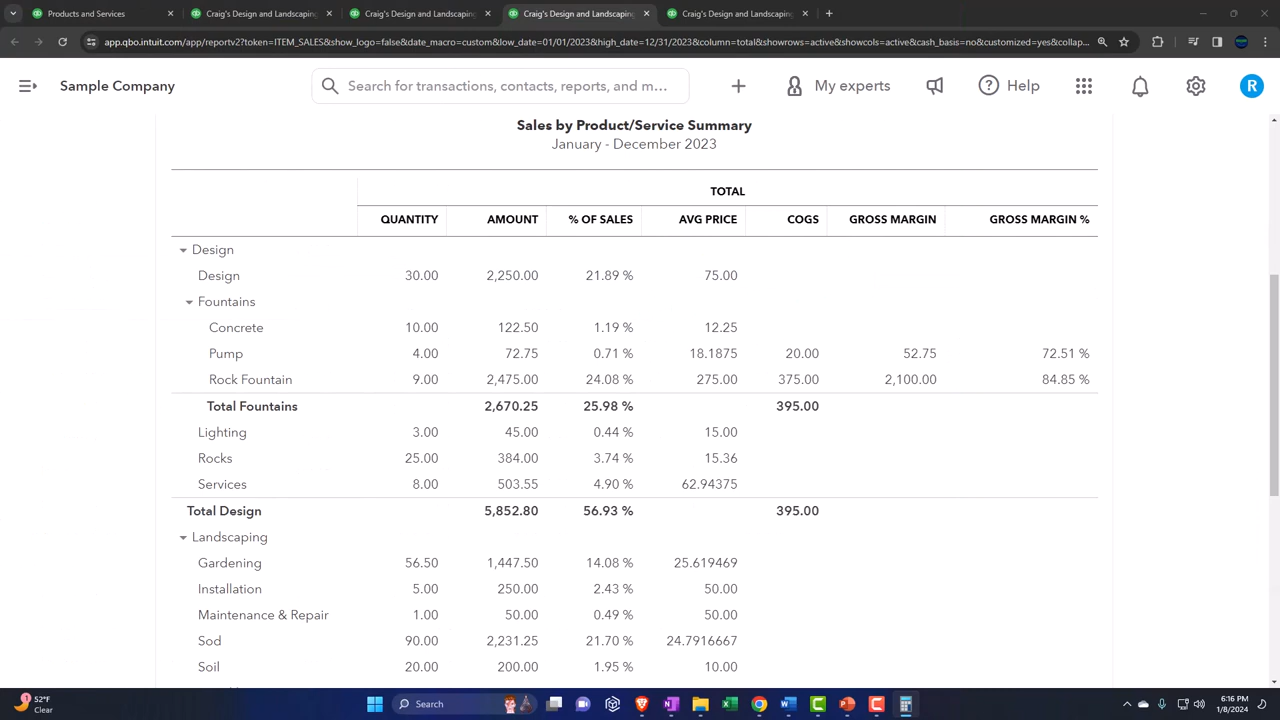 Products and Services
Craig's Design and Landscaping
Craig's Design and Landscaping
Craig's Design and Landscaping
Craig's Design and Landscaping
app.qbo.intuit.com/app/reportv2?token=ITEM_SALES&show_logo=false&date_macro=custom&low_date=01/01/2023&high_date=12/31/2023&column=total&showrows=active&showcols=active&cash_basis=no&customized=yes&collap...
Sample Company
Search for transactions, contacts, reports, and m...
My experts
Help
R
Sales by Product/Service Summary
January - December 2023
TOTAL
QUANTITY AMOUNT % OF SALES AVG PRICE COGS GROSS MARGIN GROSS MARGIN %
Design
Design 30.00 2,250.00 21.89 % 75.00
Fountains
Concrete 10.00 122.50 1.19 % 12.25
Pump 4.00 72.75 0.71 % 18.1875 20.00 52.75 72.51 %
Rock Fountain 9.00 2,475.00 24.08 % 275.00 375.00 2,100.00 84.85 %
Total Fountains 2,670.25 25.98 % 395.00
Lighting 3.00 45.00 0.44 % 15.00
Rocks 25.00 384.00 3.74 % 15.36
Services 8.00 503.55 4.90 % 62.94375
Total Design 5,852.80 56.93 % 395.00
Landscaping
Gardening 56.50 1,447.50 14.08 % 25.619469
Installation 5.00 250.00 2.43 % 50.00
Maintenance & Repair 1.00 50.00 0.49 % 50.00
Sod 90.00 2,231.25 21.70 % 24.7916667
Soil 20.00 200.00 1.95 % 10.00
52°F
Clear
Search
6:16 PM
1/8/2024